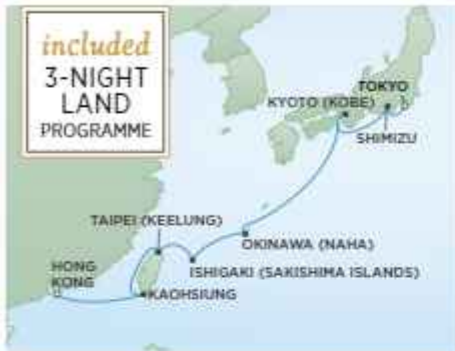 included
3-NIGHT
LAND
PROGRAMME
TOKYO
KYOTO (KOBE)
SHIMIZU
TAIPEI (KEELUNG)
OKINAWA (NAHA)
HONG
KONG
ISHIGAKI (SAKISHIMA ISLANDS)
KAOHSIUNG